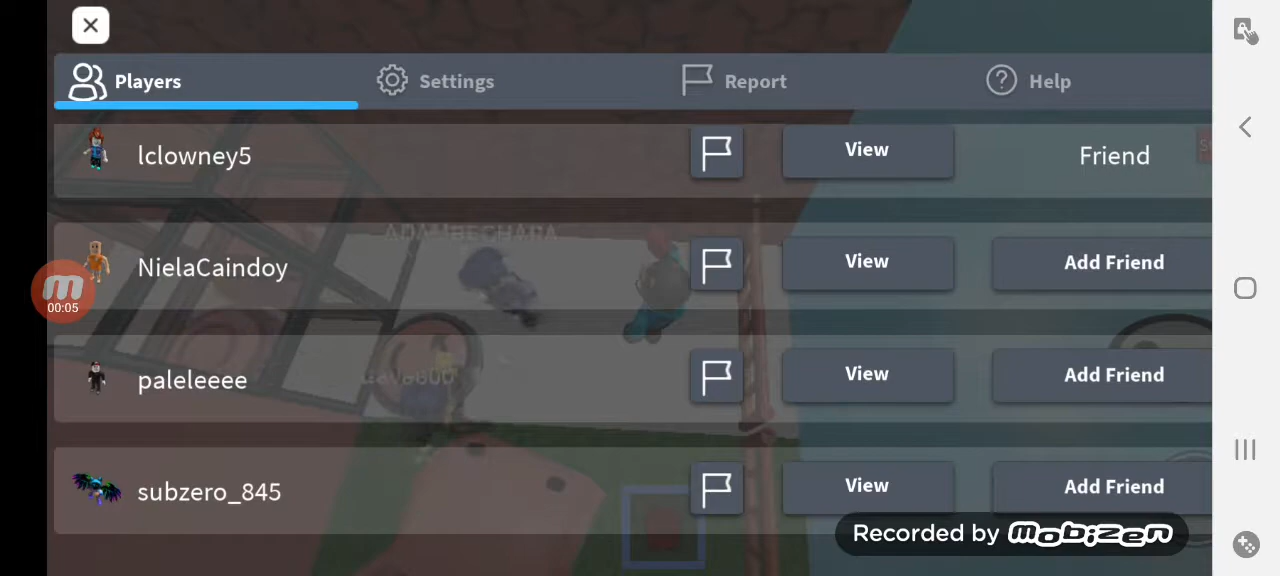 Players
Settings
Report
Help
lclowney5
View
Friend
NielaCaindoy
View
Add Friend
00:05
paleleeee
View
Add Friend
subzero_845
View
Add Friend
Recorded by mobizen